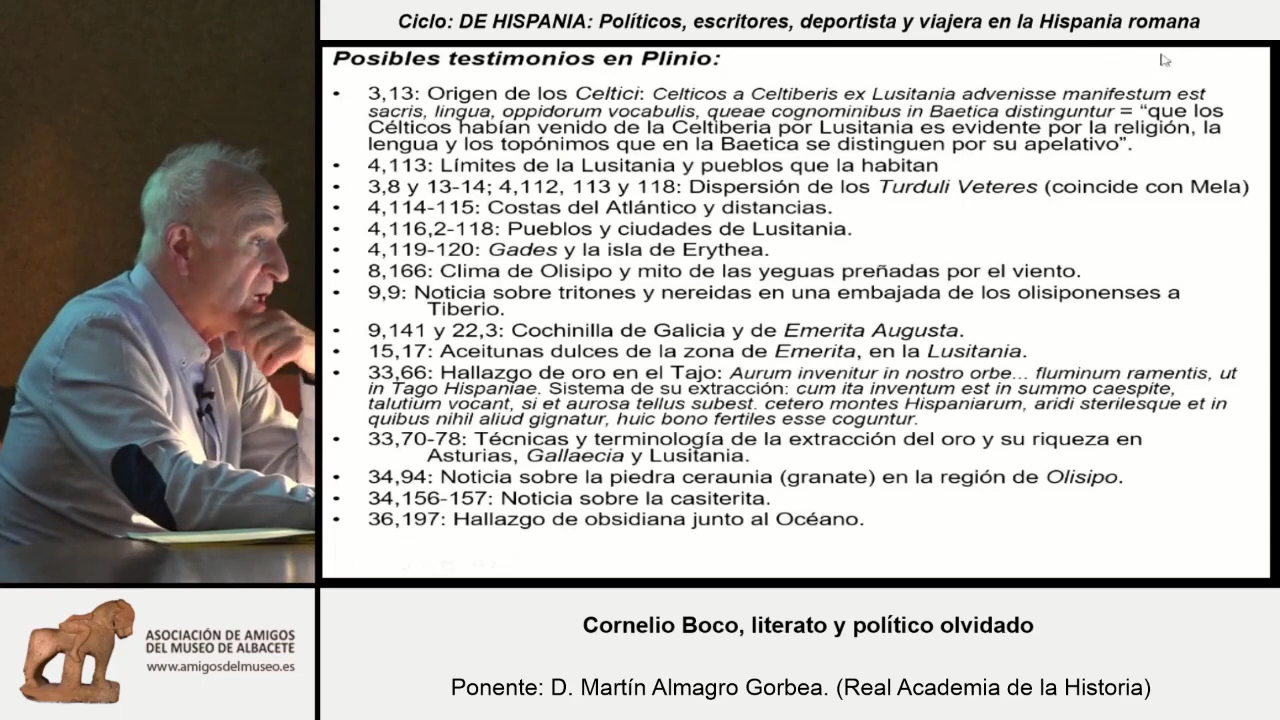 Ciclo: DE HISPANIA: Políticos, escritores, deportista y viajera en la Hispania romana
Posibles testimonios en Plinio:
• 3,13: Origen de los Celtici: Celticos a Celtiberis ex Lusitania advenisse manifestum est
sacris, lingua, oppidorum vocabulis, queae cognominibus in Baetica distinguntur = “que los
Célticos habían venido de la Celtiberia por Lusitania es evidente por la religión, la
lengua y los topónimos que en la Baetica se distinguen por su apelativo”.
• 4,113: Límites de la Lusitania y pueblos que la habitan
• 3,8 y 13-14; 4,112, 113 y 118: Dispersión de los Turduli Veteres (coincide con Mela)
• 4,114-115: Costas del Atlántico y distancias.
• 4,116,2-118: Pueblos y ciudades de Lusitania.
• 4,119-120: Gades y la isla de Erythea.
• 8,166: Clima de Olisipo y mito de las yeguas preñadas por el viento.
• 9,9: Noticia sobre tritones y nereidas en una embajada de los olisiponenses a
Tiberio.
• 9,141 y 22,3: Cochinilla de Galicia y de Emerita Augusta.
• 15,17: Aceitunas dulces de la zona de Emerita, en la Lusitania.
• 33,66: Hallazgo de oro en el Tajo: Aurum invenitur in nostro orbe... fluminum ramentis, ut
in Tago Hispaniae. Sistema de su extracción: cum ita inventum est in summo caespite,
talutium vocant, si et aurosa tellus subest. cetero montes Hispaniarum, aridi sterilesque et in
quibus nihil aliud gignatur, huic bono fertiles esse coguntur.
• 33,70-78: Técnicas y terminología de la extracción del oro y su riqueza en
Asturias, Gallaecia y Lusitania.
• 34,94: Noticia sobre la piedra ceraunia (granate) en la región de Olisipo.
• 34,156-157: Noticia sobre la casiterita.
• 36,197: Hallazgo de obsidiana junto al Océano.
ASOCIACIÓN DE AMIGOS
DEL MUSEO DE ALBACETE
www.amigosdelmuseo.es
Cornelio Boco, literato y político olvidado
Ponente: D. Martín Almagro Gorbea. (Real Academia de la Historia)